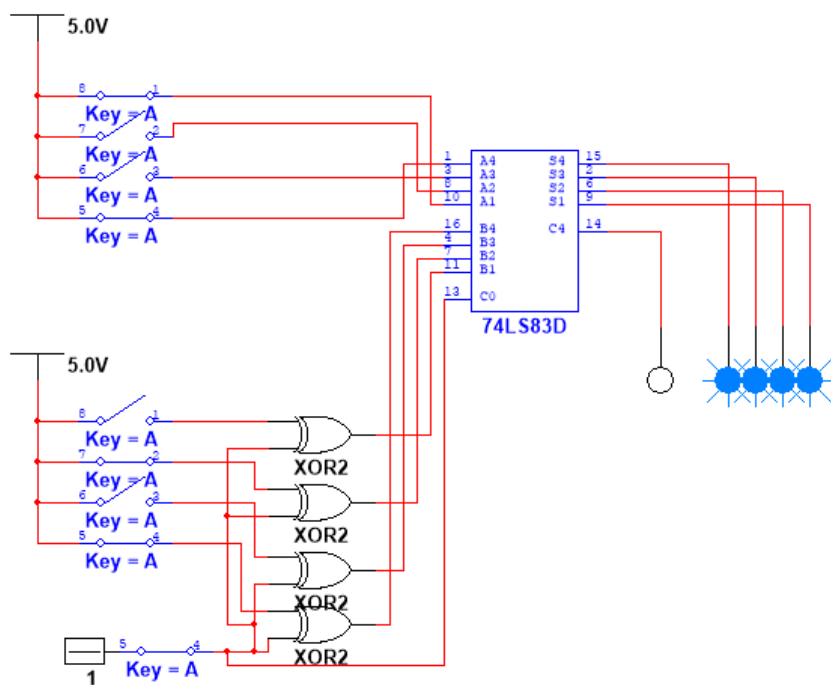 5.0V
8 1
Key = A
7 2
Key = A
6 3
Key = A
5 4
Key = A
1 A4 S4 15
3 A3 S3 2
8 A2 S2 6
10 A1 S1 9
16 B4 C4 14
4 B3
7 B2
11 B1
13 C0
74LS83D
5.0V
8 1
Key = A
XOR2
7 2
Key = A
6 3
Key = A
XOR2
5 4
Key = A
XOR2
XOR2
5 4
Key = A
1